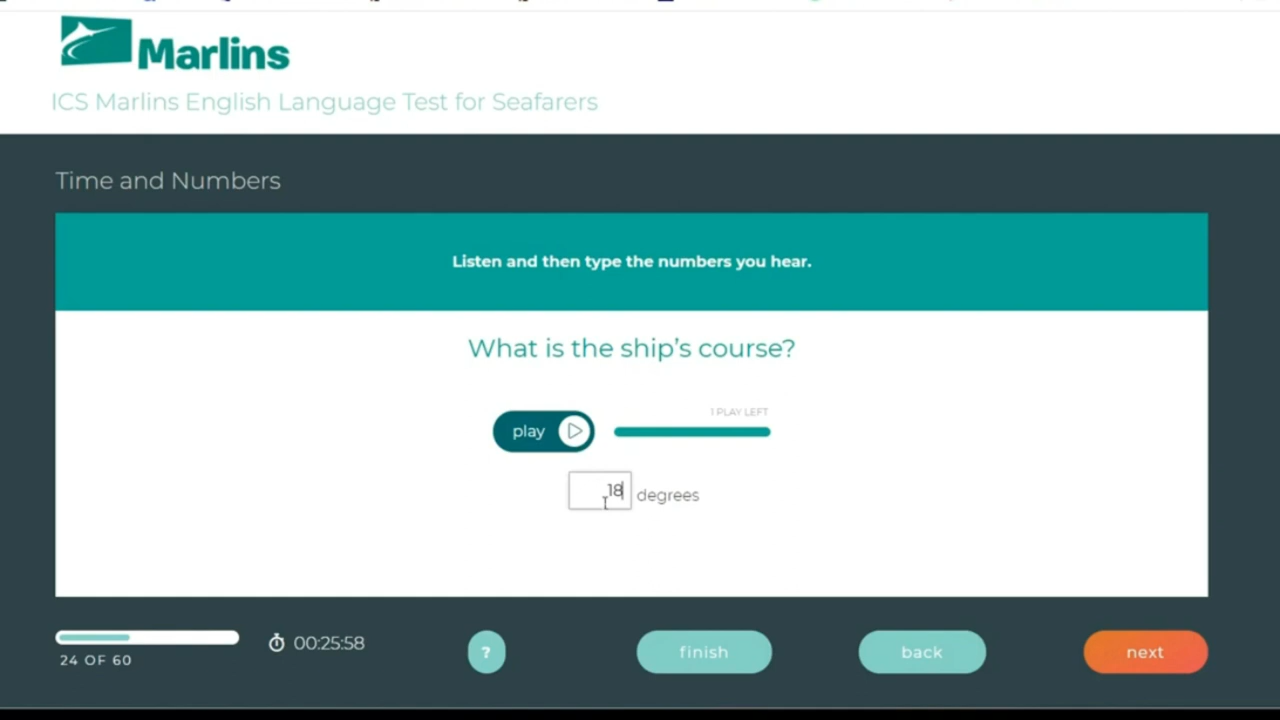 Marlins
ICS Marlins English Language Test for Seafarers
Time and Numbers
Listen and then type the numbers you hear.
What is the ship's course?
1 PLAY LEFT
play
18 degrees
24 OF 60
00:25:58
?
finish
back
next